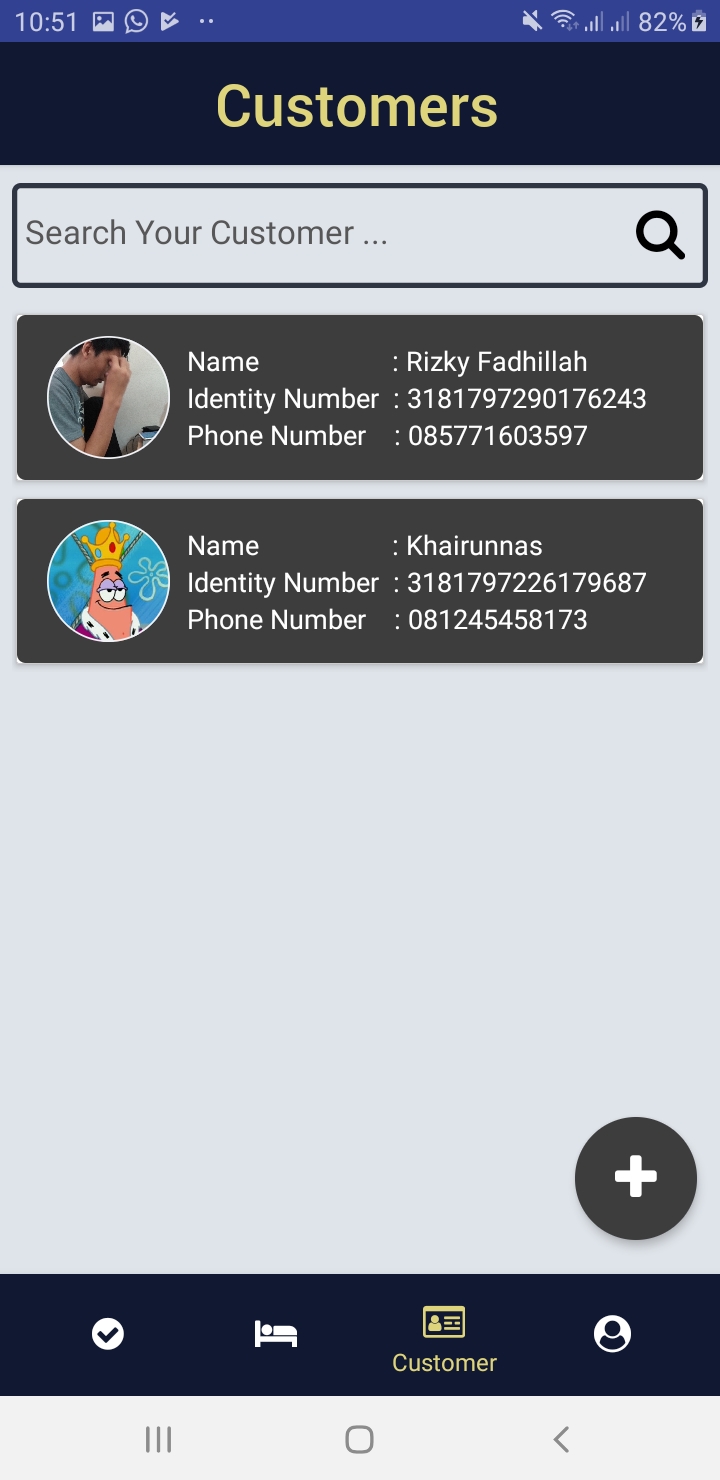 10:51 82%
Customers
Search Your Customer ...
Name : Rizky Fadhillah
Identity Number : 3181797290176243
Phone Number : 085771603597
Name : Khairunnas
Identity Number : 3181797226179687
Phone Number : 081245458173
Customer